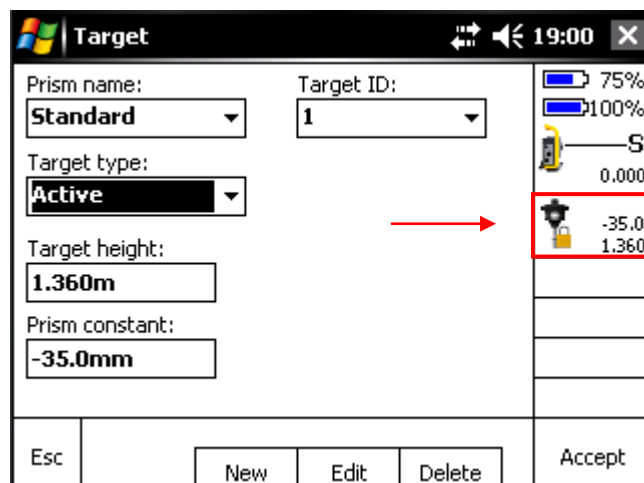 Target 19:00
Prism name: Target ID:
Standard 1
Target type:
Active
Target height:
1.360m
Prism constant:
-35.0mm
75%
100%
S
0.000
-35.0
1.360
Esc New Edit Delete Accept